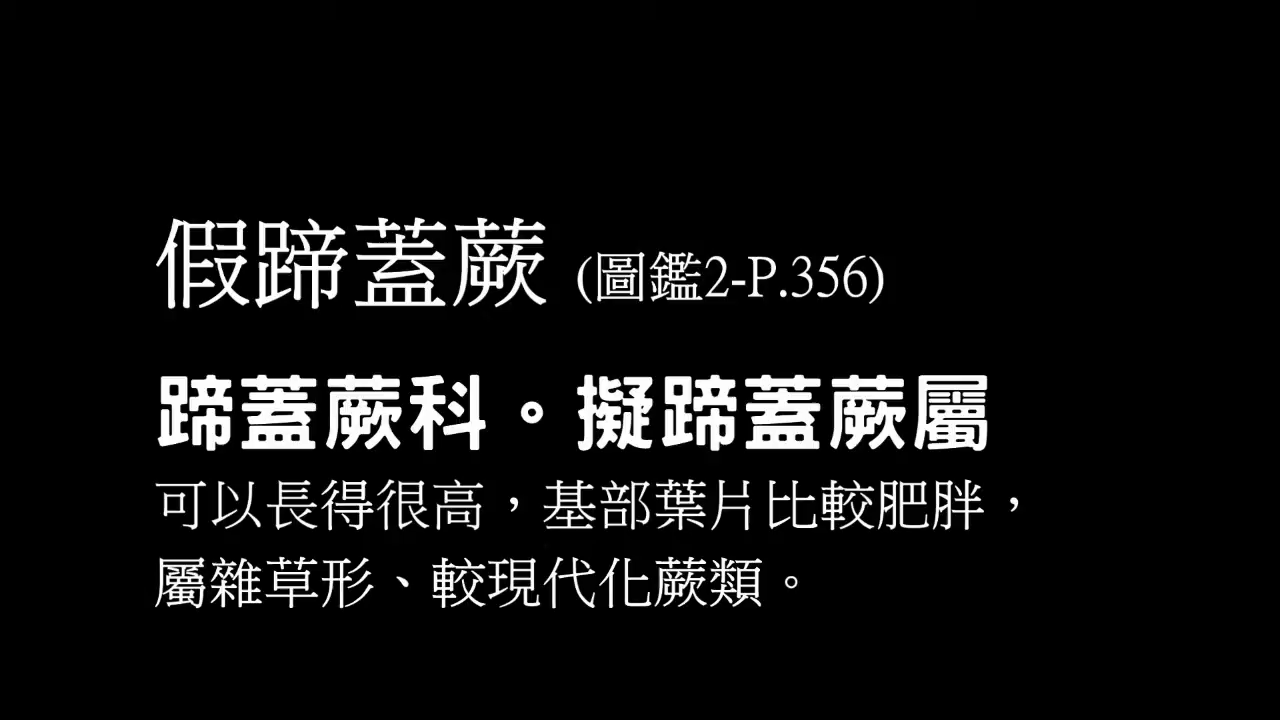 假蹄蓋蕨 (圖鑑2-P.356)
蹄蓋蕨科。擬蹄蓋蕨屬
可以長得很高，基部葉片比較肥胖，
屬雜草形、較現代化蕨類。